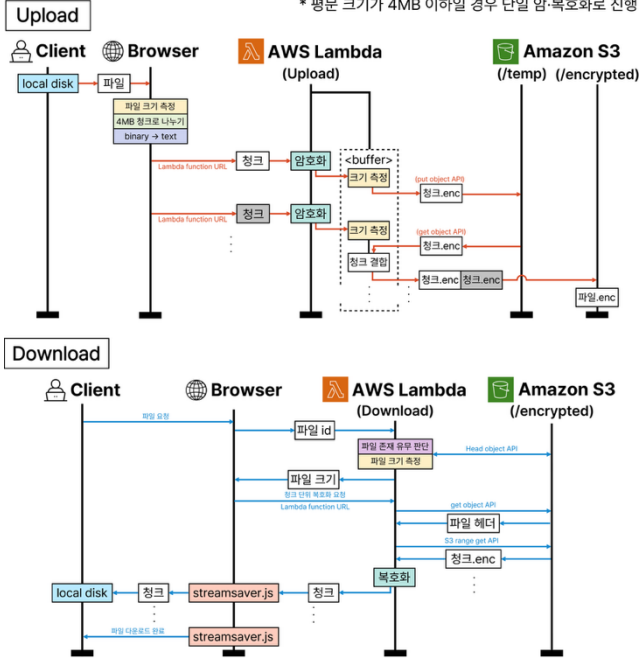 * 평문 크기가 4MB 이하일 경우 단일 암·복호화로 진행
Upload
Client
Browser
AWS Lambda
(Upload)
Amazon S3
(/temp) (/encrypted)
local disk
파일
파일 크기 측정
4MB 청크로 나누기
binary → text
Lambda function URL
청크
암호화
<buffer>
크기 측정
(put object API)
청크.enc
Lambda function URL
청크
암호화
크기 측정
(get object API)
청크.enc
청크 결합
청크.enc 청크.enc
파일.enc
Download
Client
Browser
AWS Lambda
(Download)
Amazon S3
(/encrypted)
파일 요청
파일 id
파일 존재 유무 판단
파일 크기 측정
Head object API
파일 크기
청크 단위 복호화 요청
Lambda function URL
get object API
파일 헤더
S3 range get API
청크.enc
복호화
local disk
청크
streamsaver.js
청크
파일 다운로드 완료
streamsaver.js